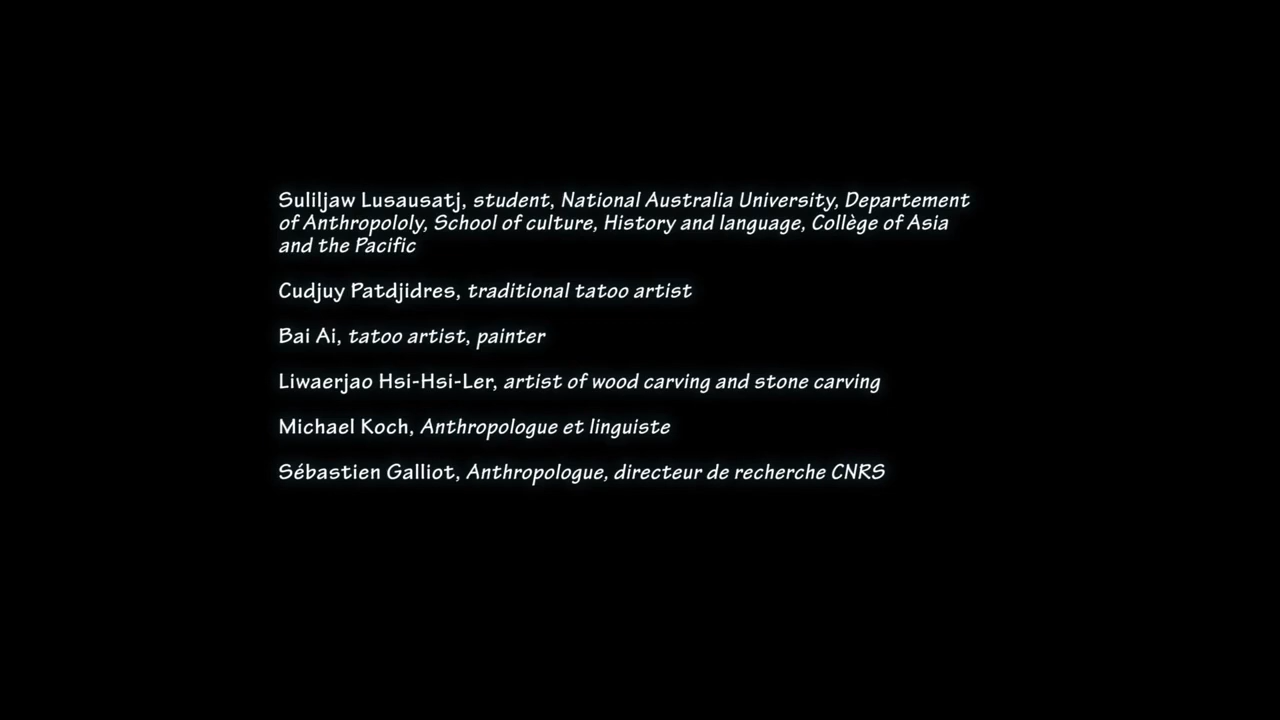 Suliljaw Lusausatj, student, National Australia University, Departement
of Anthropololy, School of culture, History and language, Collège of Asia
and the Pacific
Cudjuy Patdjidres, traditional tatoo artist
Bai Ai, tatoo artist, painter
Liwaerjao Hsi-Hsi-Ler, artist of wood carving and stone carving
Michael Koch, Anthropologue et linguiste
Sébastien Galliot, Anthropologue, directeur de recherche CNRS